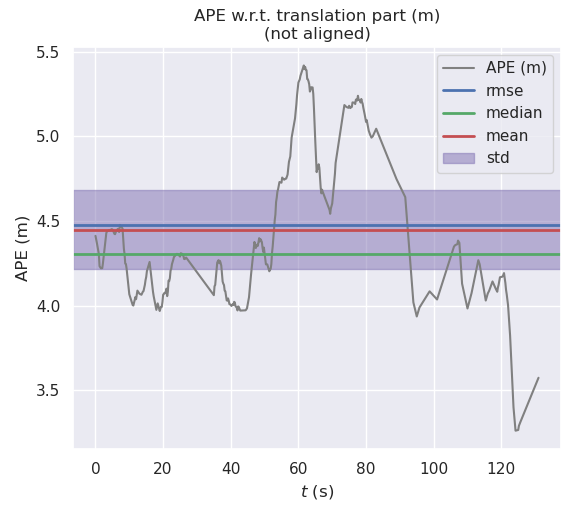 APE w.r.t. translation part (m)
(not aligned)
APE (m)
rmse
median
mean
std
5.5
5.0
4.5
4.0
3.5
APE (m)
0 20 40 60 80 100 120
t (s)